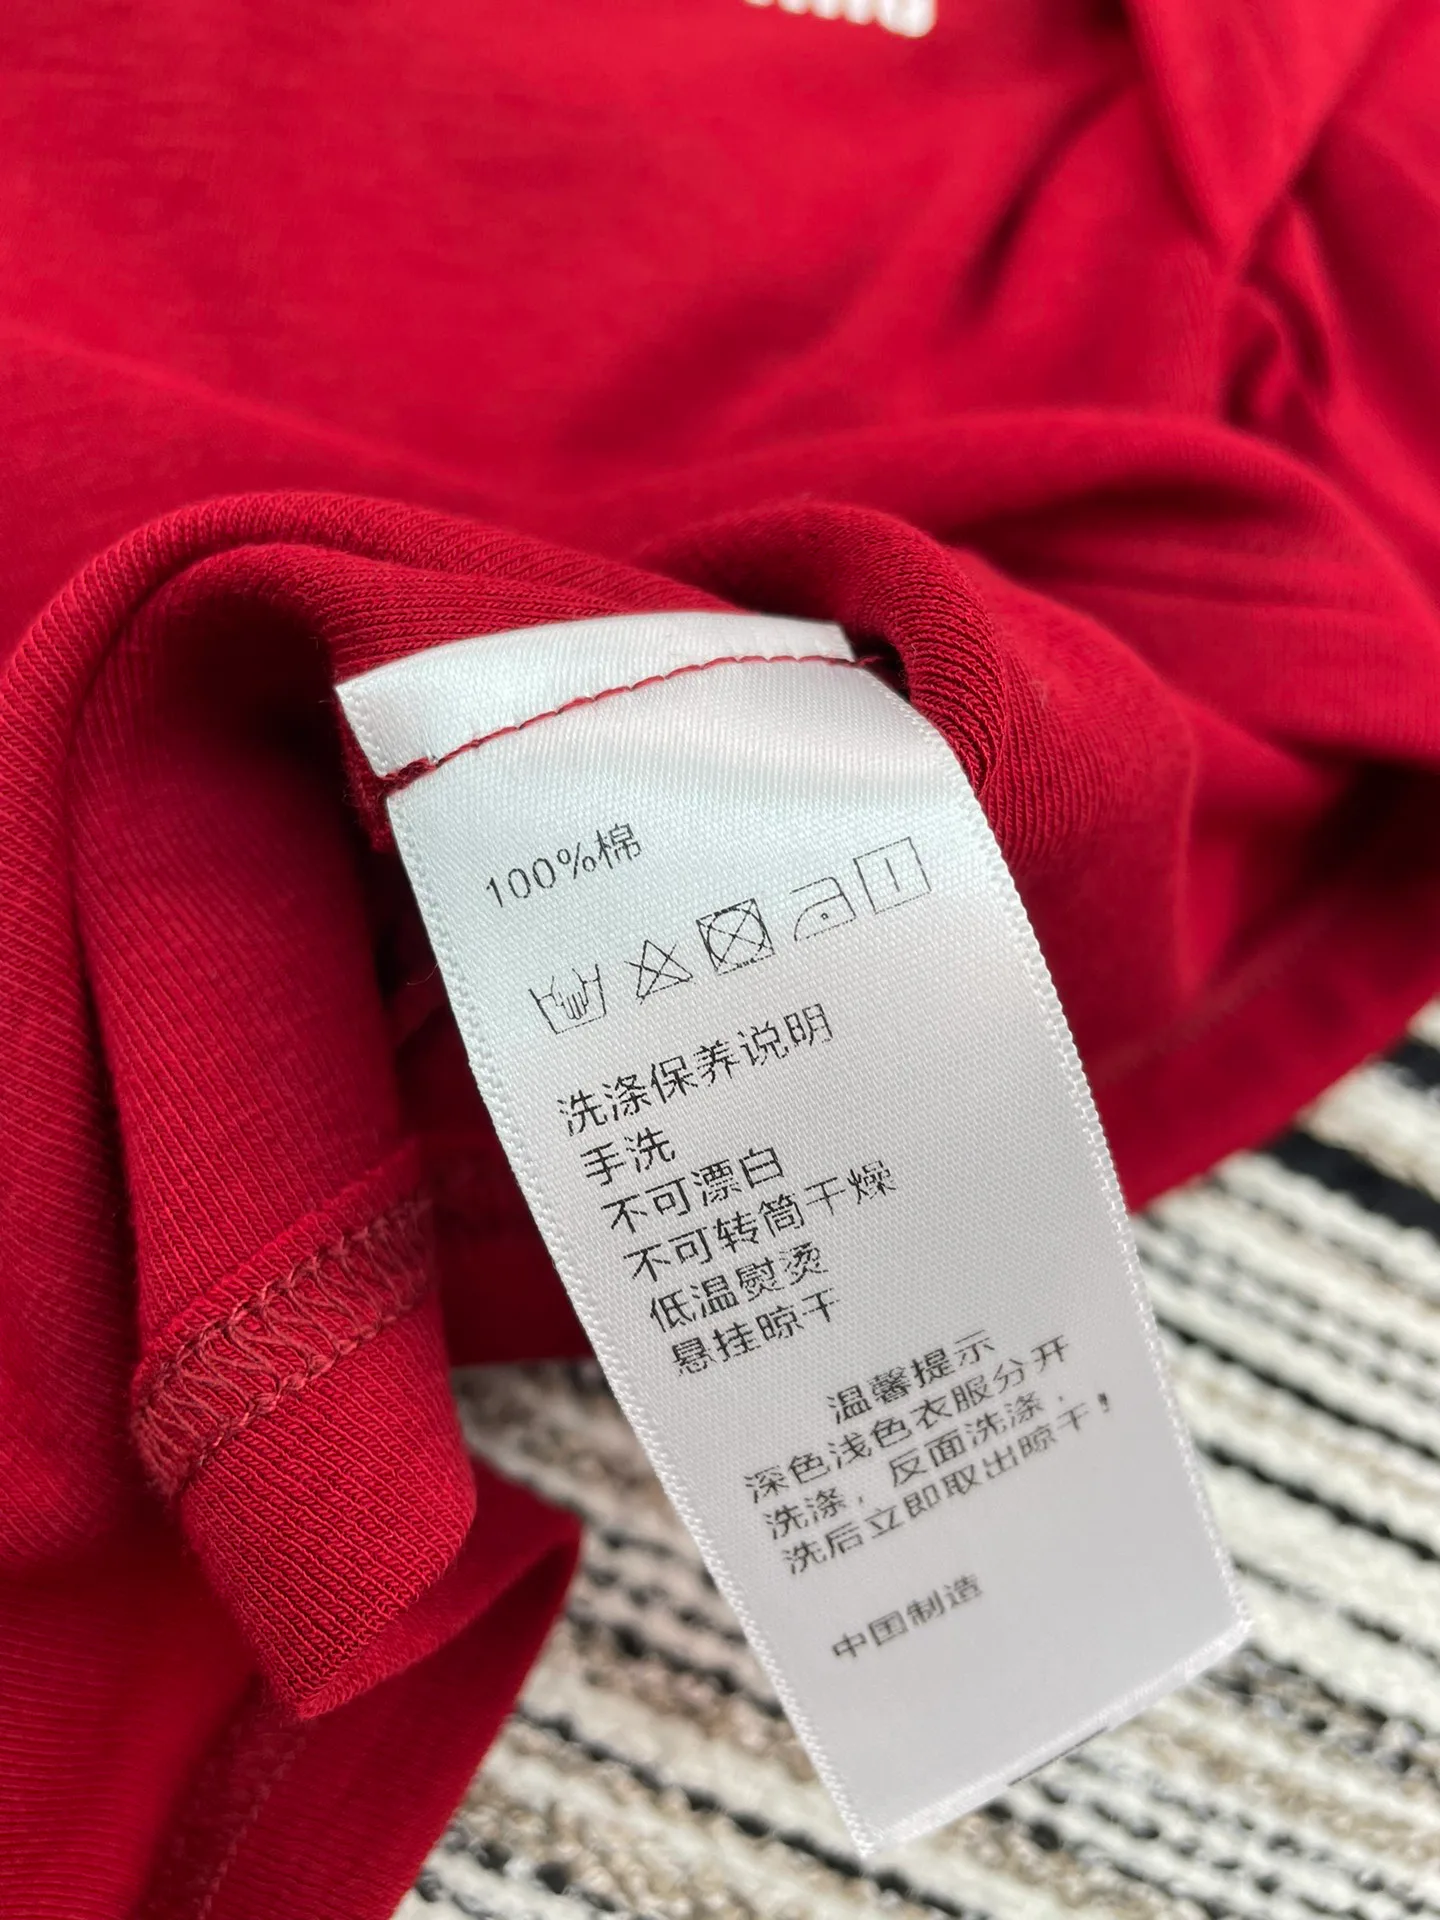 100%棉
洗涤保养说明
手洗
不可漂白
不可转筒干燥
低温熨烫
悬挂晾干
温馨提示
深色浅色衣服分开
洗涤，反面洗涤，
洗后立即取出晾干！
中国制造